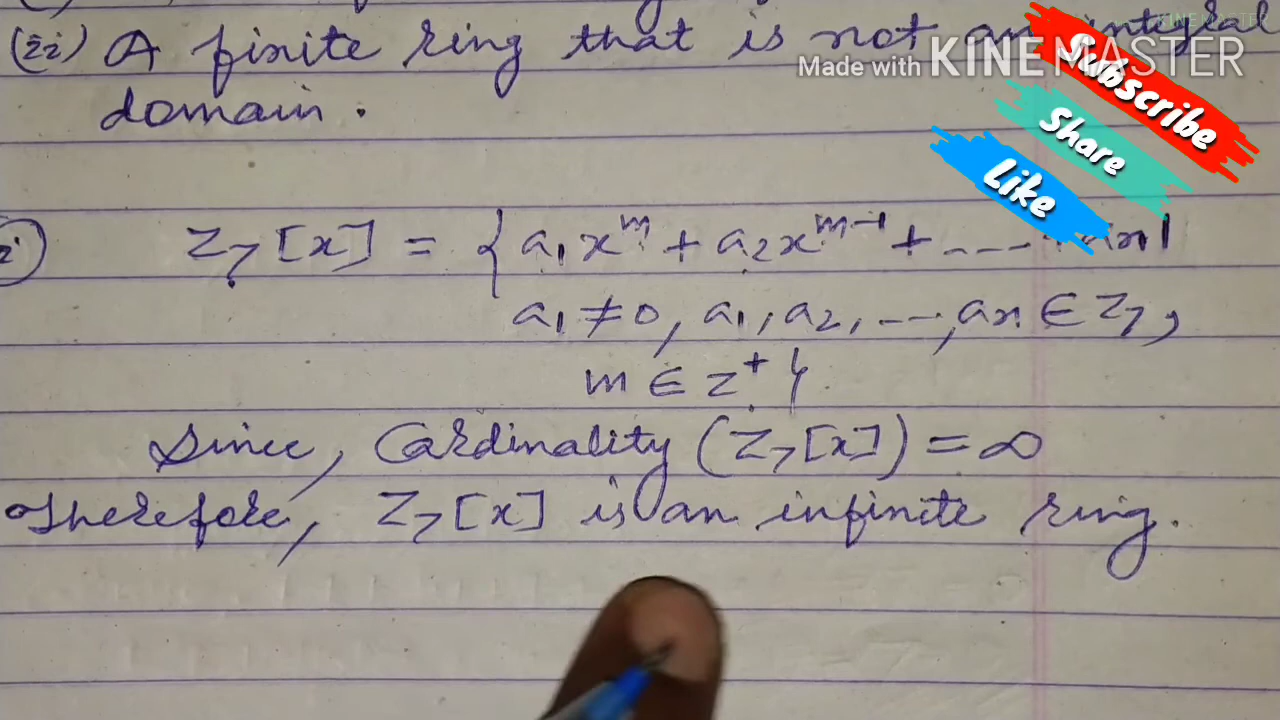 (ii) A finite ring that is not an integral
domain.
Made with KINEMASTER
Subscribe
Share
Like
i) Z7[x] = { a1x^m + a2x^m-1 + ---- + an |
a1 ≠ 0, a1, a2, ---, an ∈ Z7,
m ∈ Z+ }.
Since, Cardinality (Z7[x]) = ∞
Therefore, Z7[x] is an infinite ring.